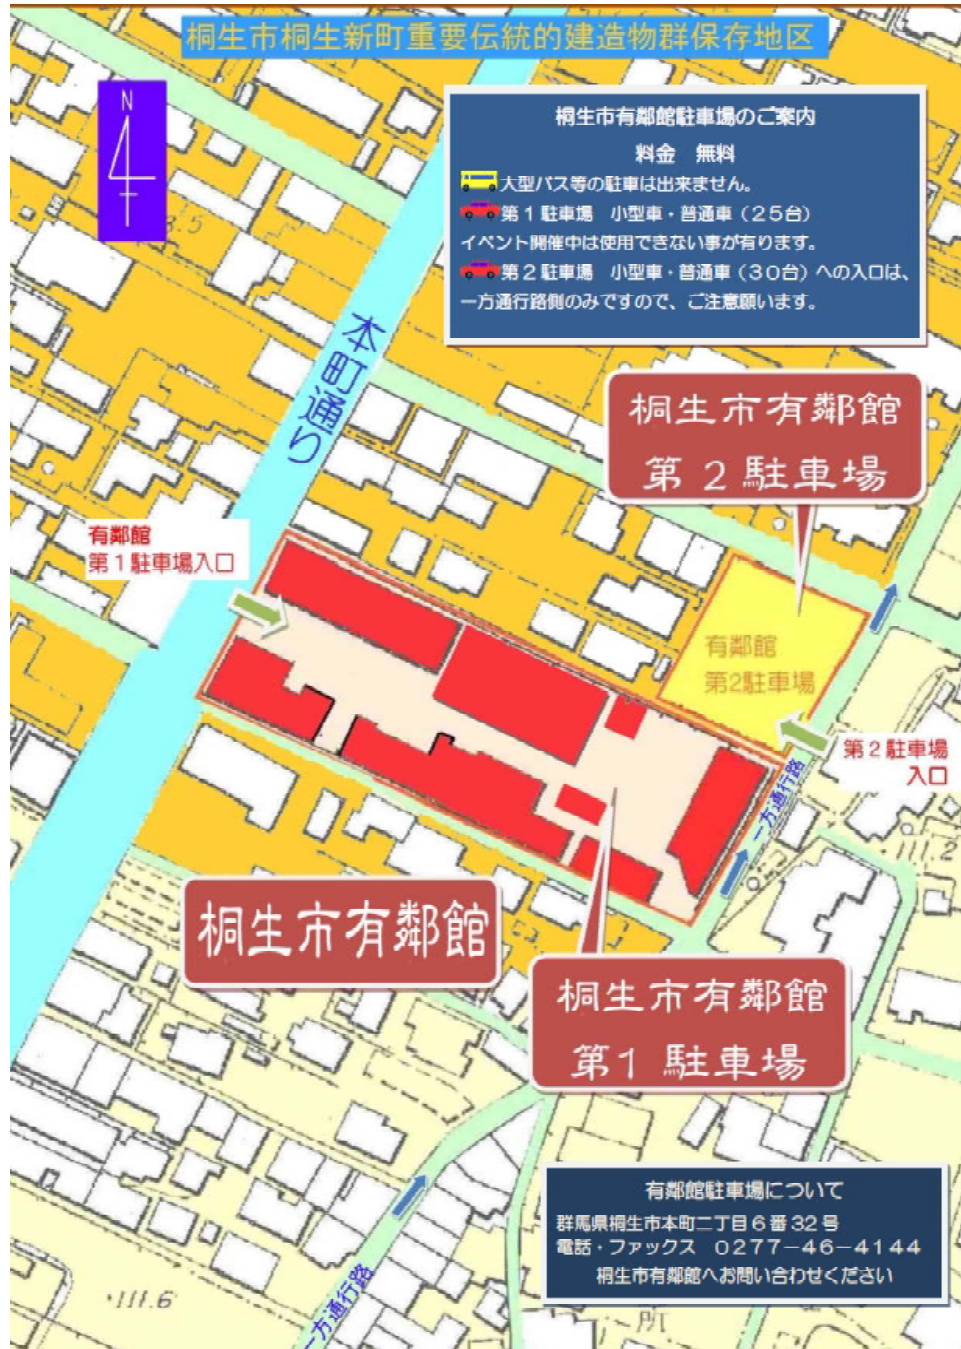 桐生市桐生新町重要伝統的建造物群保存地区
N
桐生市有鄰館駐車場のご案内
料金　無料
大型バス等の駐車は出来ません。
第1駐車場　小型車・普通車（25台）
イベント開催中は使用できない事が有ります。
第2駐車場　小型車・普通車（30台）への入口は、
一方通行路側のみですので、ご注意願います。
本町通り
桐生市有鄰館
第2駐車場
有鄰館
第1駐車場入口
有鄰館
第2駐車場
第2駐車場
入口
一方通行路
桐生市有鄰館
桐生市有鄰館
第1駐車場
有鄰館駐車場について
群馬県桐生市本町二丁目6番32号
電話・ファックス　0277－46－4144
桐生市有鄰館へお問い合わせください
・111.6
一方通行路